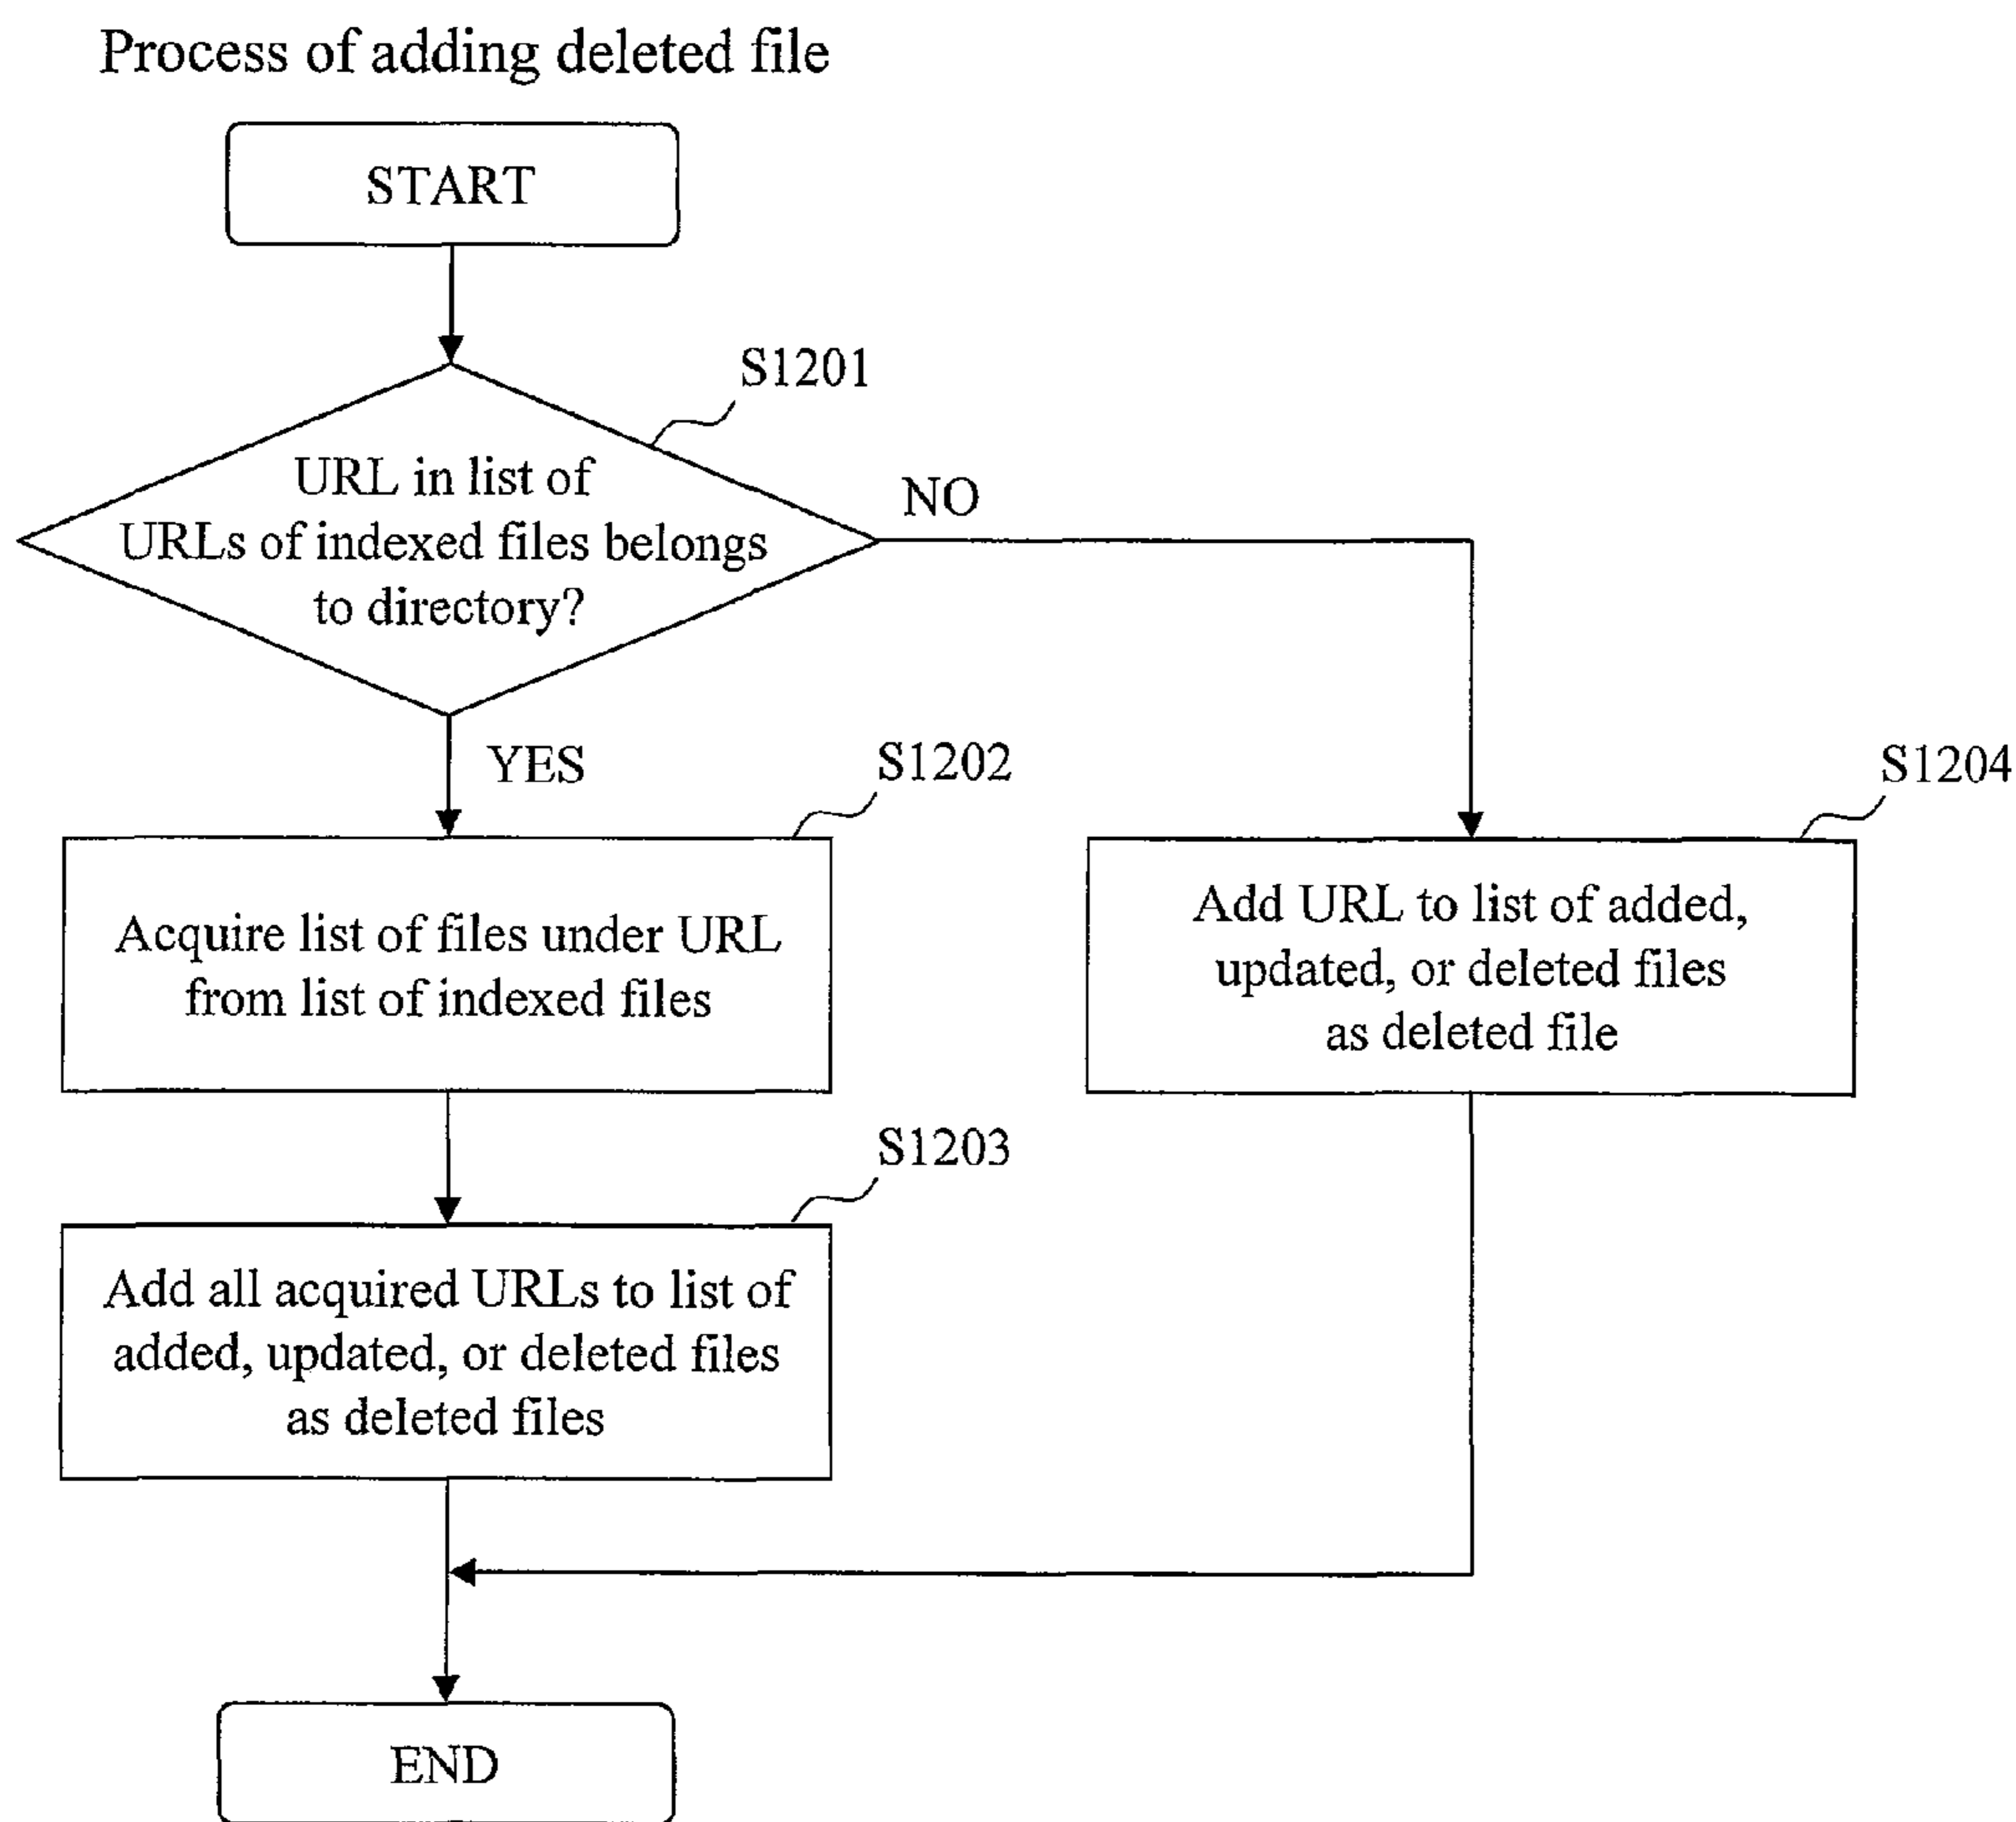 Process of adding deleted file
START
S1201
URL in list of
URLs of indexed files belongs
to directory?
NO
YES
S1202
Acquire list of files under URL
from list of indexed files
S1204
Add URL to list of added,
updated, or deleted files
as deleted file
S1203
Add all acquired URLs to list of
added, updated, or deleted files
as deleted files
END